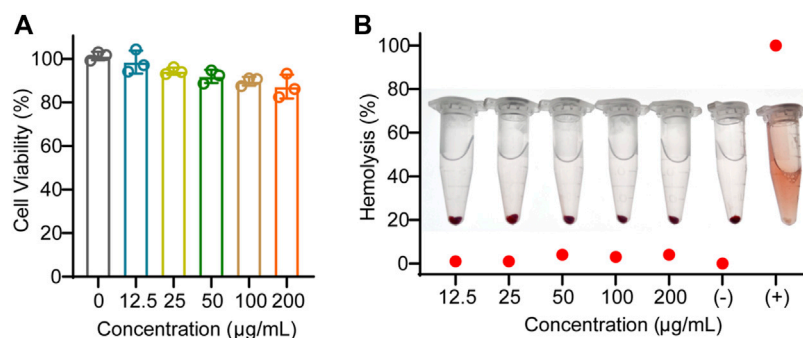 A
Cell Viability (%)
100
80
60
40
20
0
0 12.5 25 50 100 200
Concentration (µg/mL)
B
Hemolysis (%)
100
80
60
40
20
0
12.5 25 50 100 200 (-) (+)
Concentration (µg/mL)